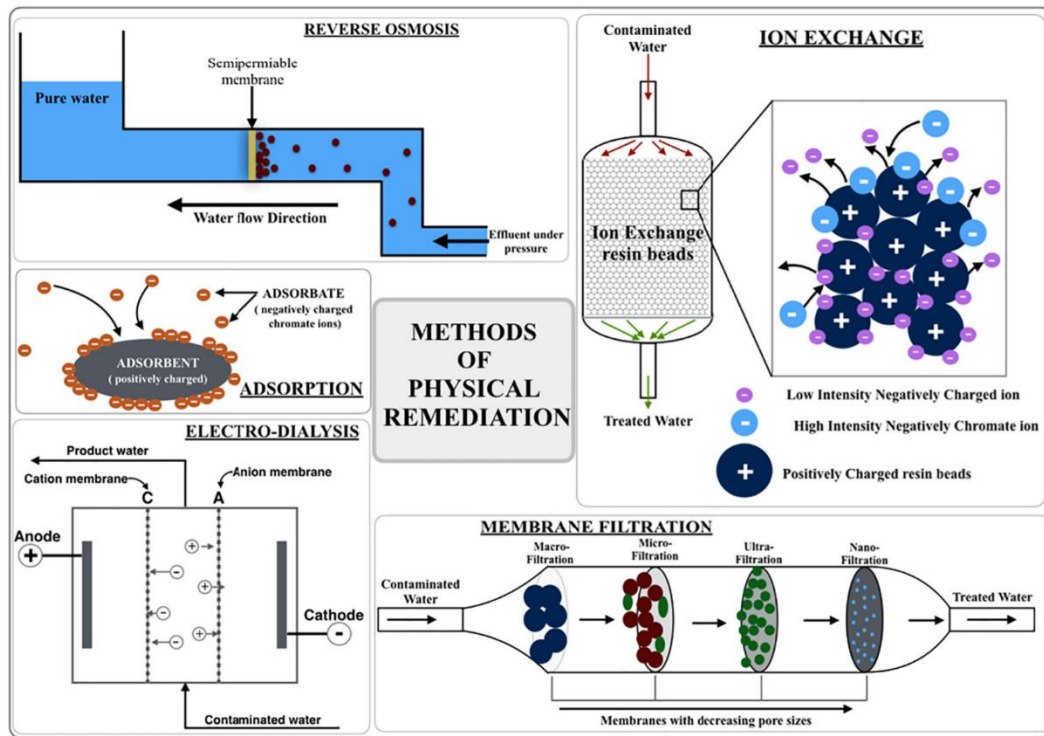 REVERSE OSMOSIS
Semipermiable
membrane
Pure water
Water flow Direction
Effluent under
pressure
ION EXCHANGE
Contaminated
Water
Ion Exchange
resin beads
Treated Water
- Low Intensity Negatively Charged ion
- High Intensity Negatively Chromate ion
+ Positively Charged resin beads
ADSORBATE
( negatively charged
chromate ions)
ADSORBENT
( positively charged)
ADSORPTION
METHODS
OF
PHYSICAL
REMEDIATION
ELECTRO-DIALYSIS
Product water
Cation membrane
Anion membrane
C
A
Anode
+
Cathode
-
Contaminated water
MEMBRANE FILTRATION
Macro-
Filtration
Micro-
Filtration
Ultra-
Filtration
Nano-
Filtration
Contaminated
Water
Treated Water
Membranes with decreasing pore sizes